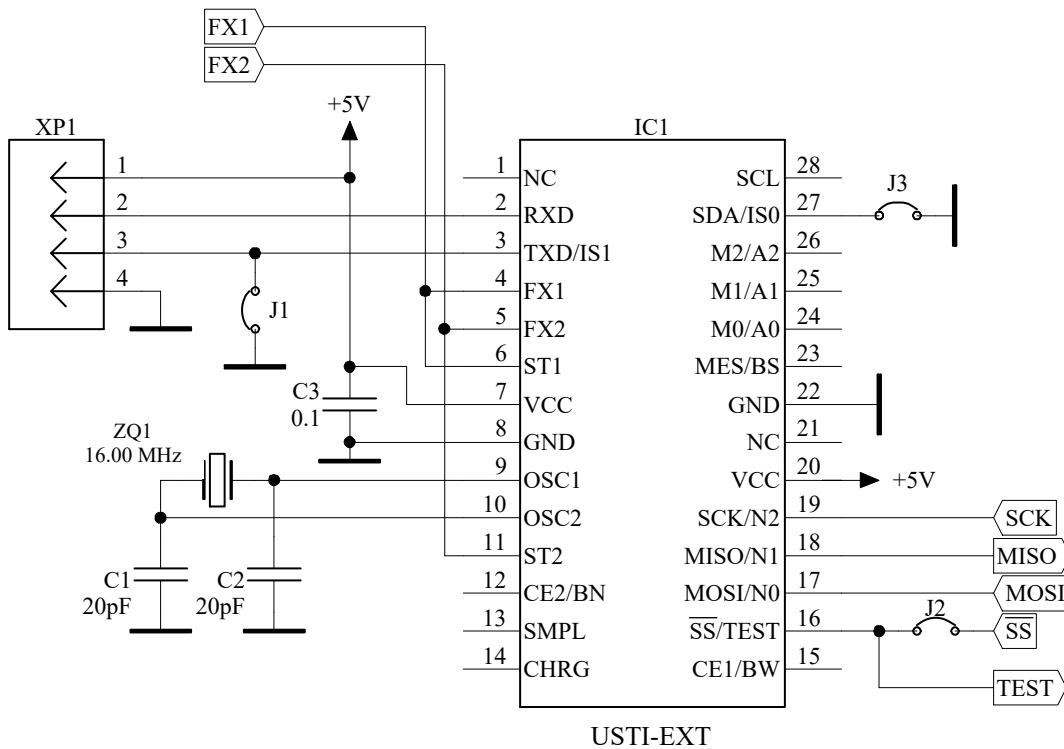 FX1
FX2
+5V
XP1
IC1
1
2
3
4
1 NC
2 RXD
3 TXD/IS1
4 FX1
5 FX2
6 ST1
7 VCC
8 GND
9 OSC1
10 OSC2
11 ST2
12 CE2/BN
13 SMPL
14 CHRG
SCL 28
SDA/IS0 27
M2/A2 26
M1/A1 25
M0/A0 24
MES/BS 23
GND 22
NC 21
VCC 20
SCK/N2 19
MISO/N1 18
MOSI/N0 17
S̅S̅/TEST 16
CE1/BW 15
J3
J1
C3
0.1
ZQ1
16.00 MHz
C1
20pF
C2
20pF
+5V
SCK
MISO
MOSI
J2
S̅S̅
TEST
USTI-EXT